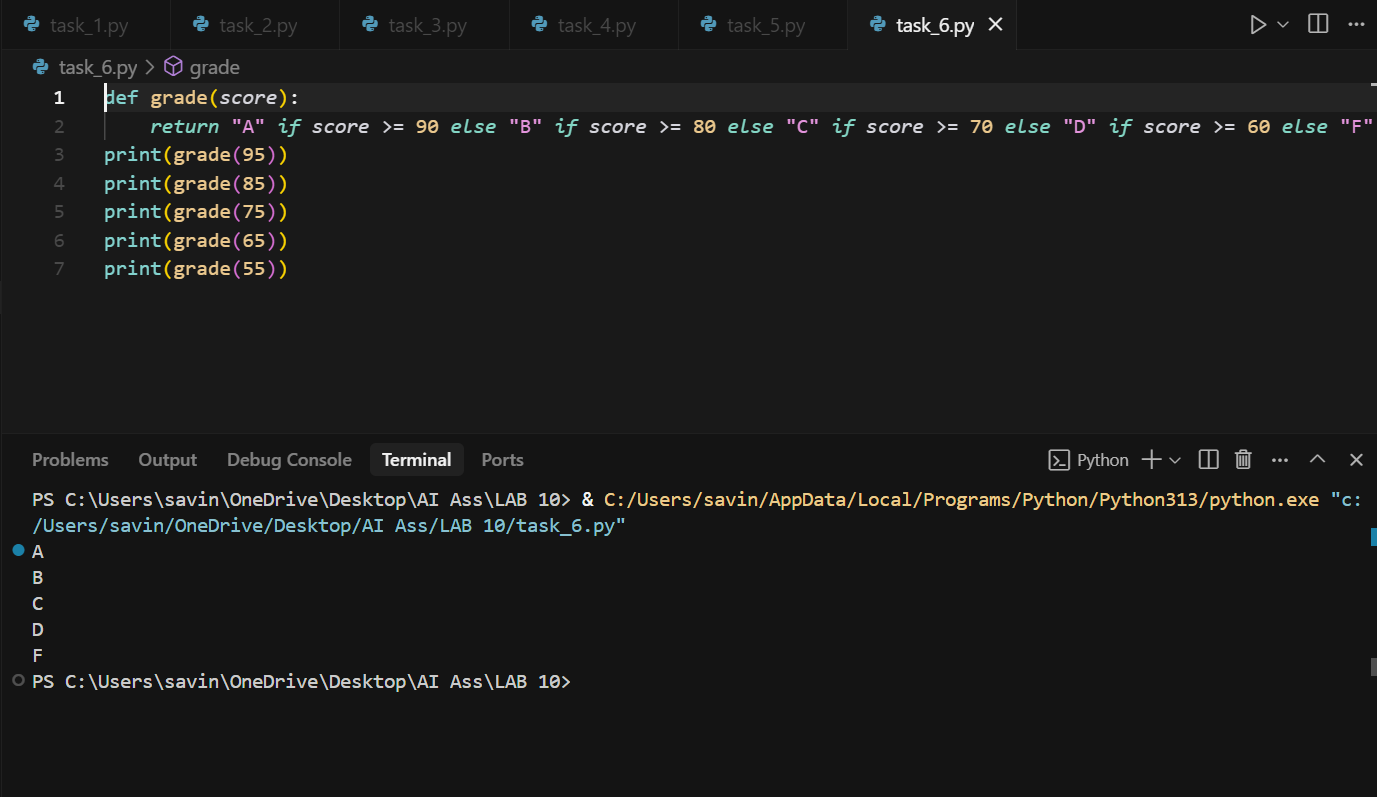 task_1.py task_2.py task_3.py task_4.py task_5.py task_6.py
task_6.py > grade
1 def grade(score):
2     return "A" if score >= 90 else "B" if score >= 80 else "C" if score >= 70 else "D" if score >= 60 else "F"
3 print(grade(95))
4 print(grade(85))
5 print(grade(75))
6 print(grade(65))
7 print(grade(55))
Problems Output Debug Console Terminal Ports Python
PS C:\Users\savin\OneDrive\Desktop\AI Ass\LAB 10> & C:/Users/savin/AppData/Local/Programs/Python/Python313/python.exe "c:
/Users/savin/OneDrive/Desktop/AI Ass/LAB 10/task_6.py"
A
B
C
D
F
PS C:\Users\savin\OneDrive\Desktop\AI Ass\LAB 10>